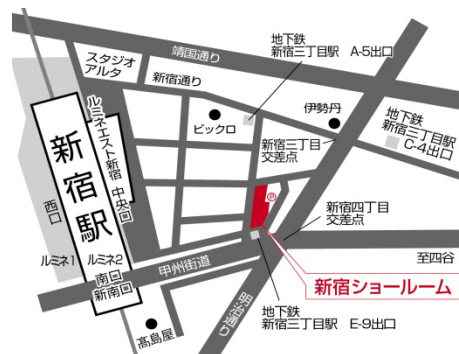 靖国通り
地下鉄
新宿三丁目駅 A-5出口
スタジオ
アルタ
新宿通り
ビックロ
伊勢丹
地下鉄
新宿三丁目駅
C-4出口
新宿三丁目
交差点
ルミネエスト新宿
中央口
新宿駅
西口
P
新宿四丁目
交差点
ルミネ1
ルミネ2
南口
新南口
甲州街道
至四谷
新宿ショールーム
明治通り
地下鉄
新宿三丁目駅 E-9出口
髙島屋